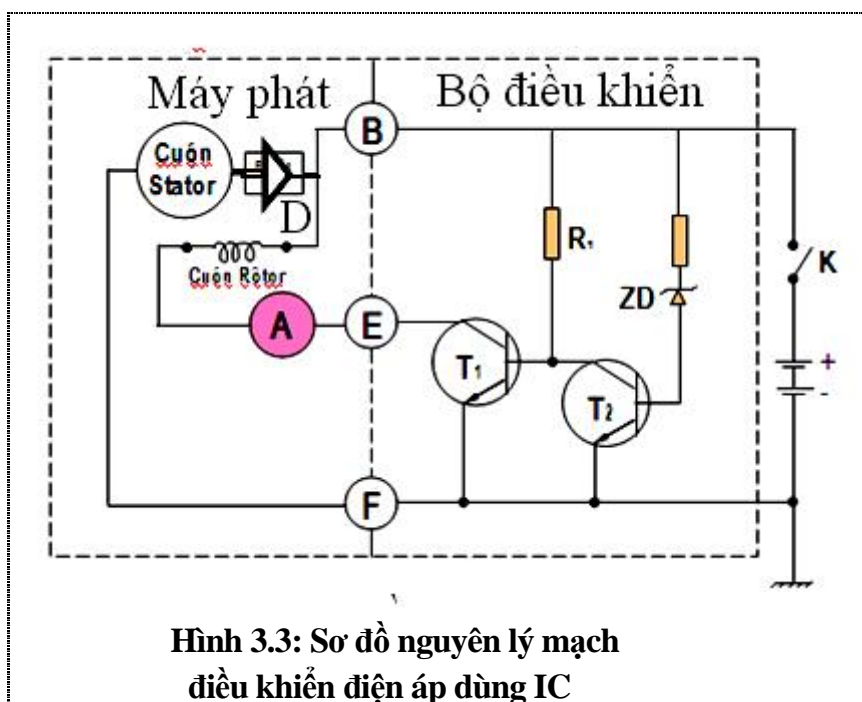 Máy phát
Bộ điều khiển
B
Cuộn
Stator
D
R₁
K
Cuộn Rôtor
ZD
A
E
T₁
T₂
+
-
F
Hình 3.3: Sơ đồ nguyên lý mạch
điều khiển điện áp dùng IC